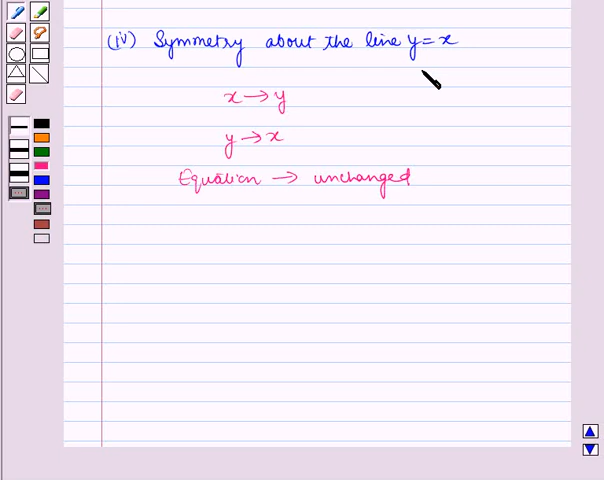 (iv) Symmetry about the line y = x
x → y
y → x
Equation → unchanged